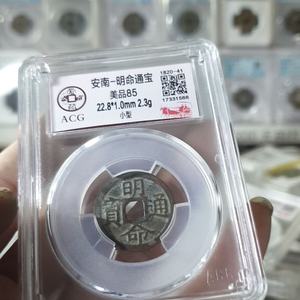 安南-明命通宝
美品85
22.8*1.0mm 2.3g
小型
ACG
1820-41
17331588
明
寶 通
命